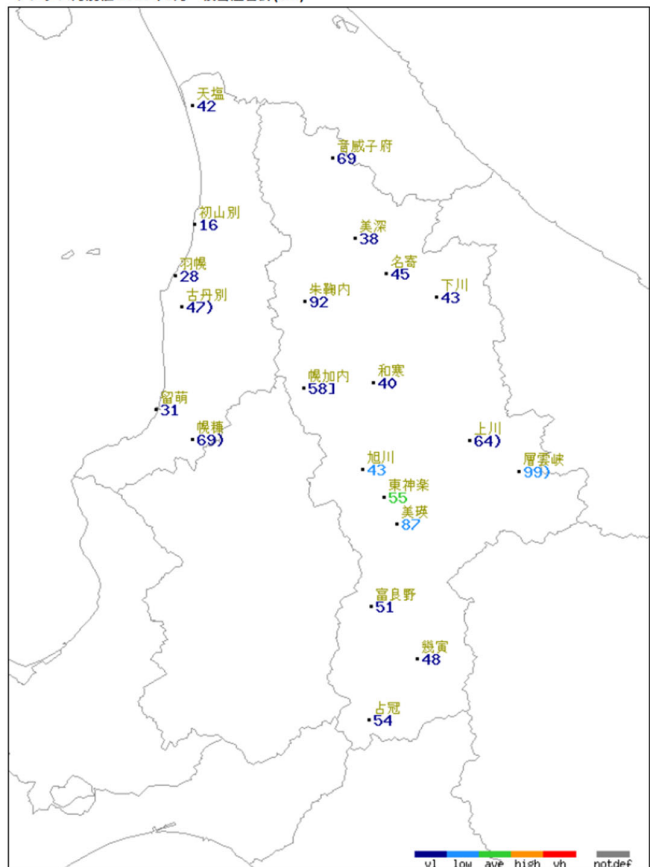 天塩
42
音威子府
69
初山別
16
美深
38
羽幌
28
名寄
45
下川
43
古丹別
47)
朱鞠内
92
幌加内
58]
和寒
40
留萌
31
幌糠
69)
上川
64)
旭川
43
層雲峡
99)
東神楽
55
美瑛
87
富良野
51
幾寅
48
占冠
54
vl low ave high vh notdef